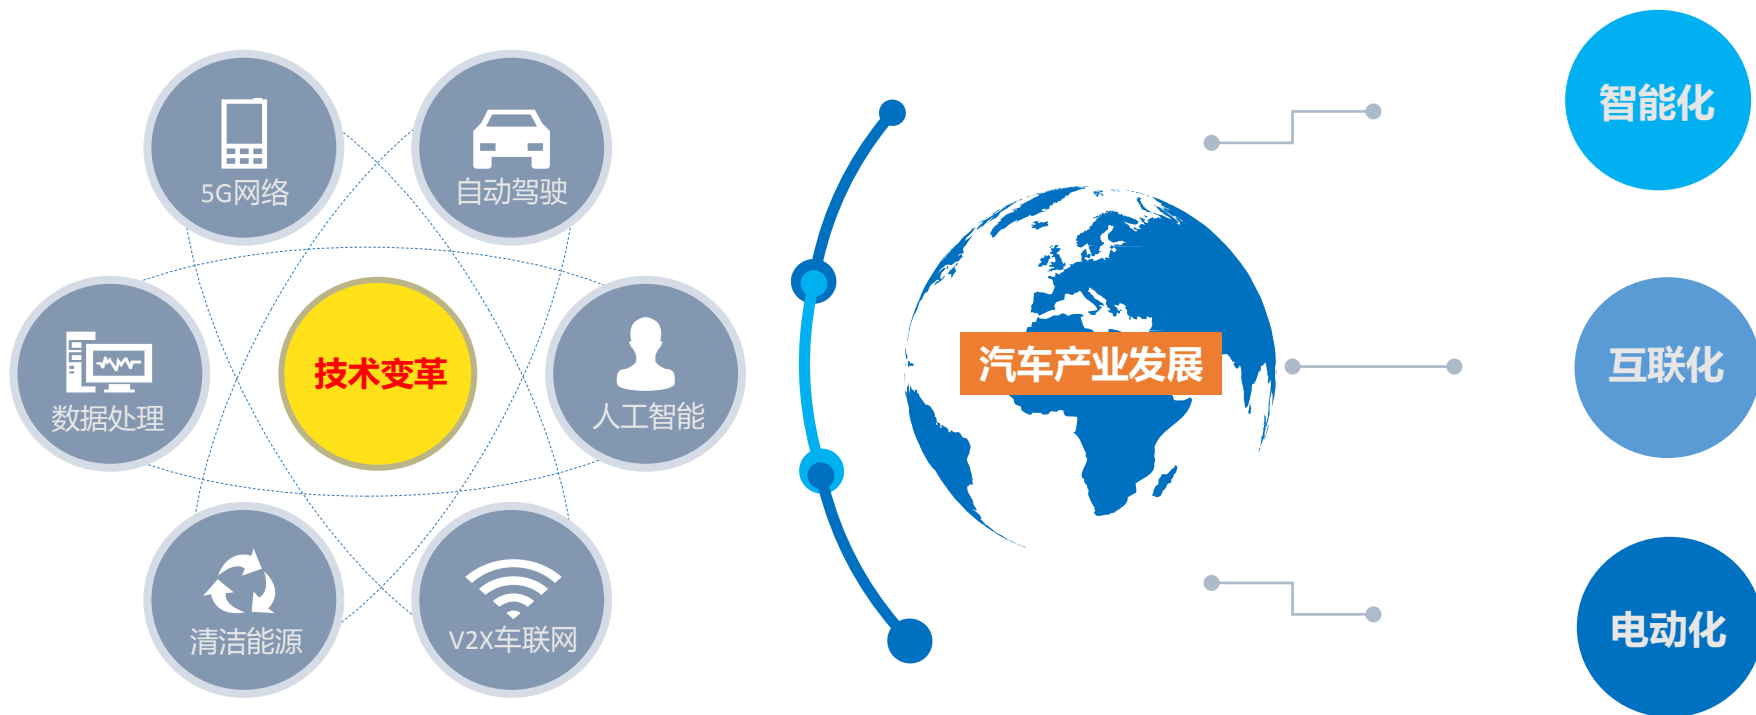 5G网络
自动驾驶
数据处理
技术变革
人工智能
清洁能源
V2X车联网
汽车产业发展
智能化
互联化
电动化